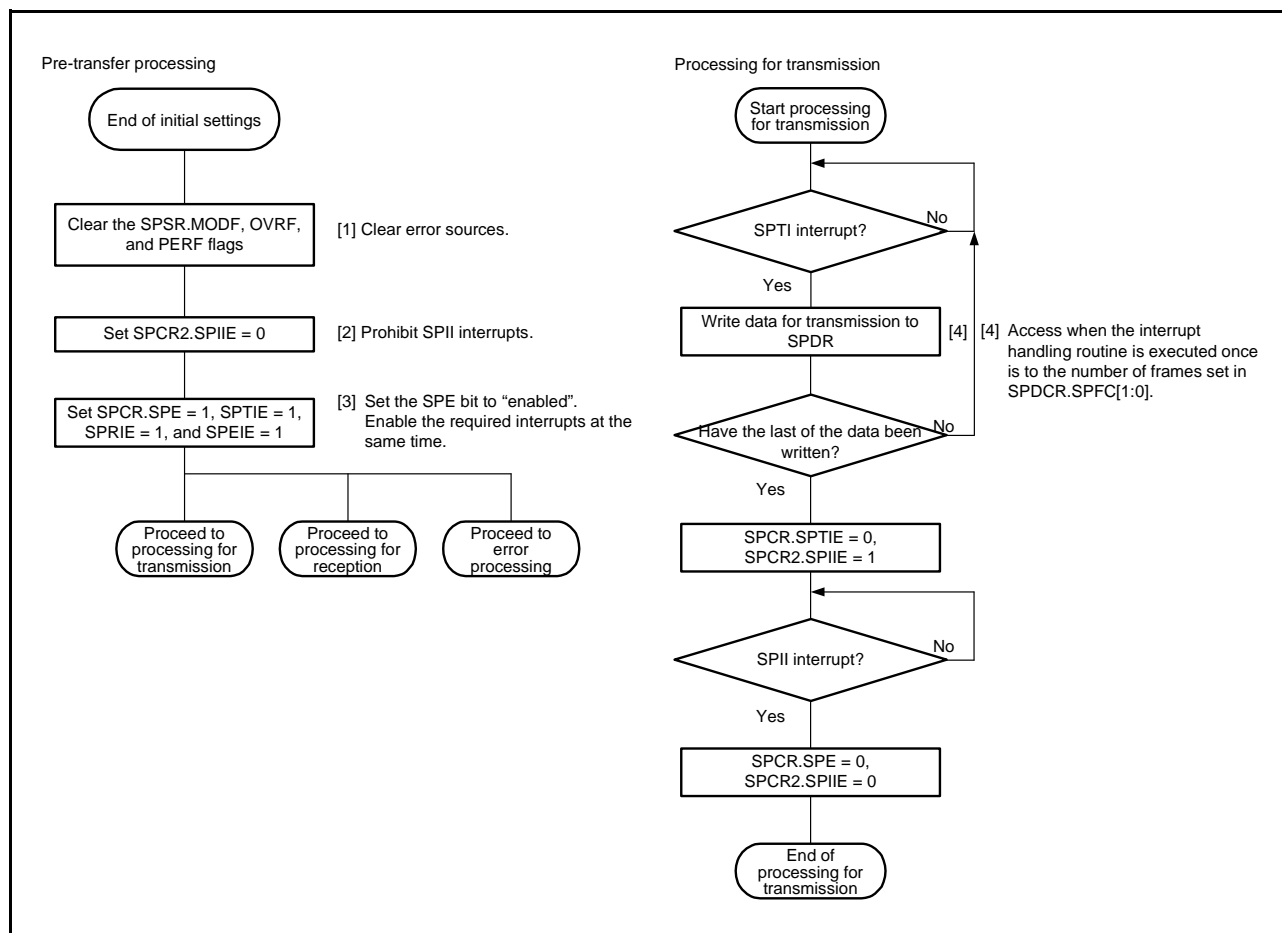 Pre-transfer processing
End of initial settings
Clear the SPSR.MODF, OVRF,
and PERF flags
[1] Clear error sources.
Set SPCR2.SPIIE = 0
[2] Prohibit SPII interrupts.
Set SPCR.SPE = 1, SPTIE = 1,
SPRIE = 1, and SPEIE = 1
[3] Set the SPE bit to “enabled”.
Enable the required interrupts at the
same time.
Proceed to
processing for
transmission
Proceed to
processing for
reception
Proceed to
error
processing
Processing for transmission
Start processing
for transmission
SPTI interrupt?
No
Yes
Write data for transmission to
SPDR
[4]
[4] Access when the interrupt
handling routine is executed once
is to the number of frames set in
SPDCR.SPFC[1:0].
Have the last of the data been
written?
No
Yes
SPCR.SPTIE = 0,
SPCR2.SPIIE = 1
SPII interrupt?
No
Yes
SPCR.SPE = 0,
SPCR2.SPIIE = 0
End of
processing for
transmission